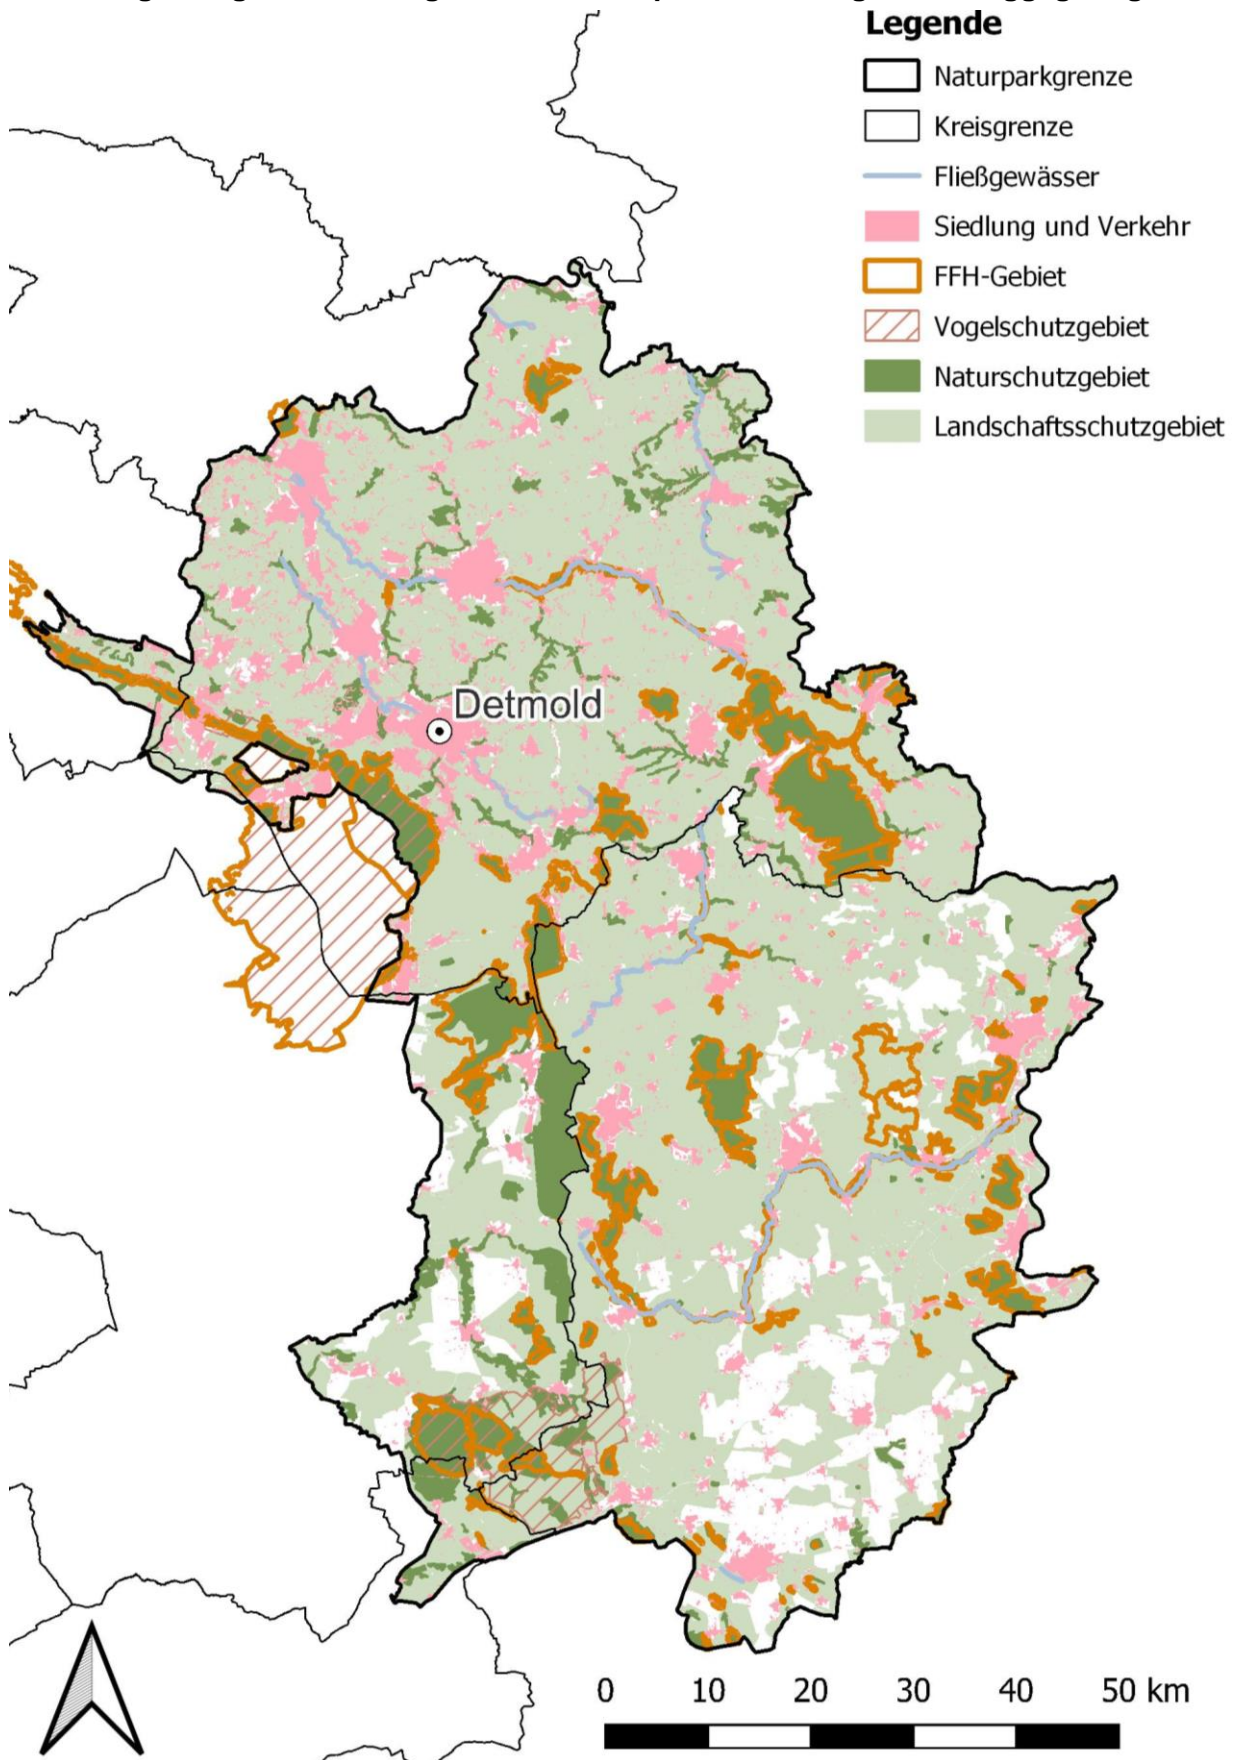 Legende
Naturparkgrenze
Kreisgrenze
Fließgewässer
Siedlung und Verkehr
FFH-Gebiet
Vogelschutzgebiet
Naturschutzgebiet
Landschaftsschutzgebiet
Detmold
0 10 20 30 40 50 km